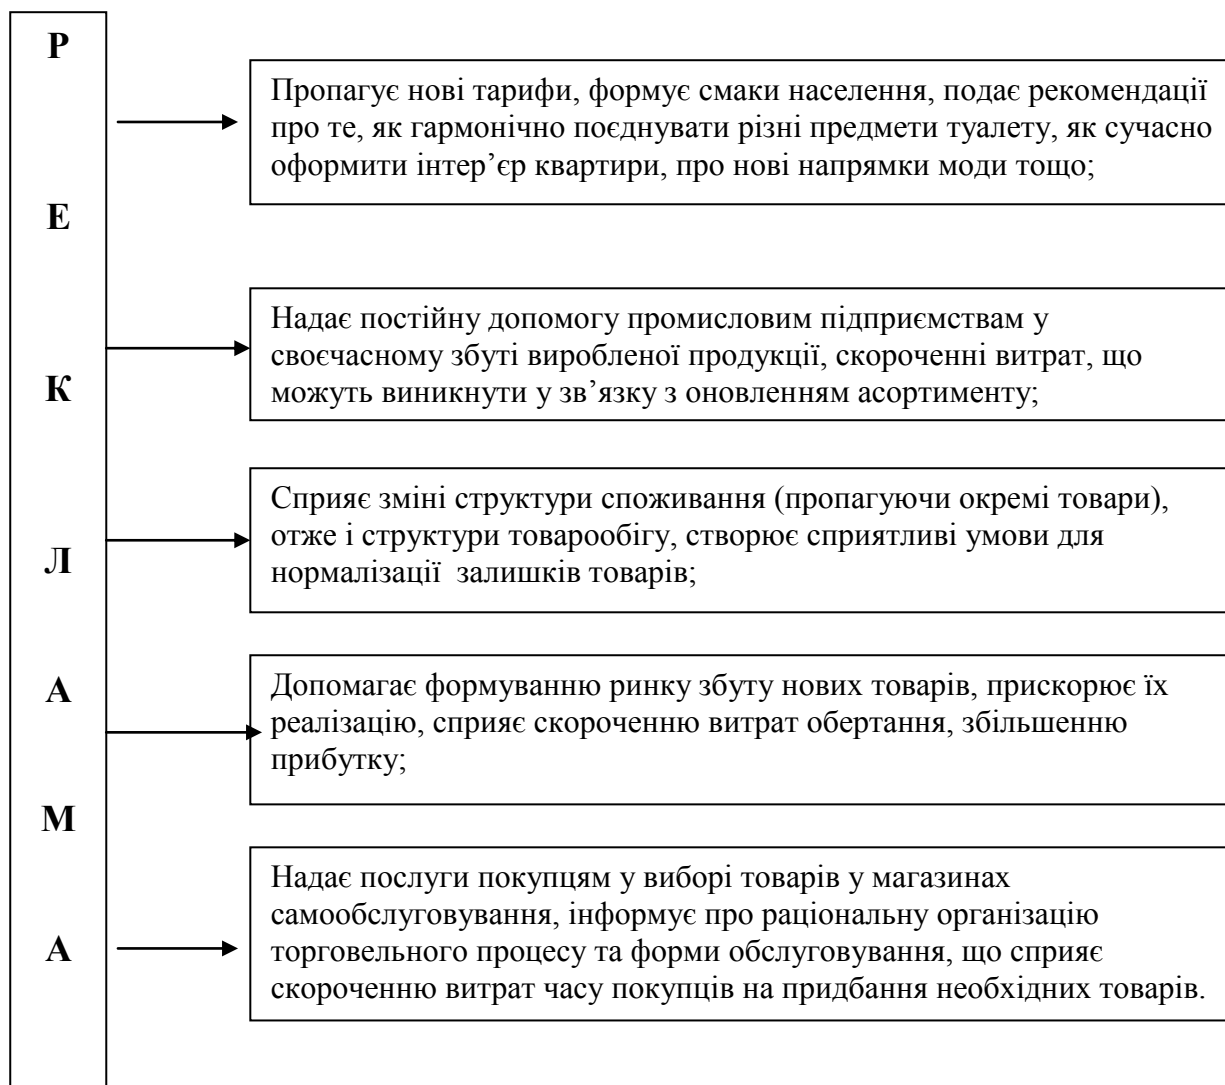 Р
Е
К
Л
А
М
А
Пропагує нові тарифи, формує смаки населення, подає рекомендації
про те, як гармонічно поєднувати різні предмети туалету, як сучасно
оформити інтер’єр квартири, про нові напрямки моди тощо;
Надає постійну допомогу промисловим підприємствам у
своєчасному збуті виробленої продукції, скороченні витрат, що
можуть виникнути у зв’язку з оновленням асортименту;
Сприяє зміні структури споживання (пропагуючи окремі товари),
отже і структури товарообігу, створює сприятливі умови для
нормалізації  залишків товарів;
Допомагає формуванню ринку збуту нових товарів, прискорює їх
реалізацію, сприяє скороченню витрат обертання, збільшенню
прибутку;
Надає послуги покупцям у виборі товарів у магазинах
самообслуговування, інформує про раціональну організацію
торговельного процесу та форми обслуговування, що сприяє
скороченню витрат часу покупців на придбання необхідних товарів.